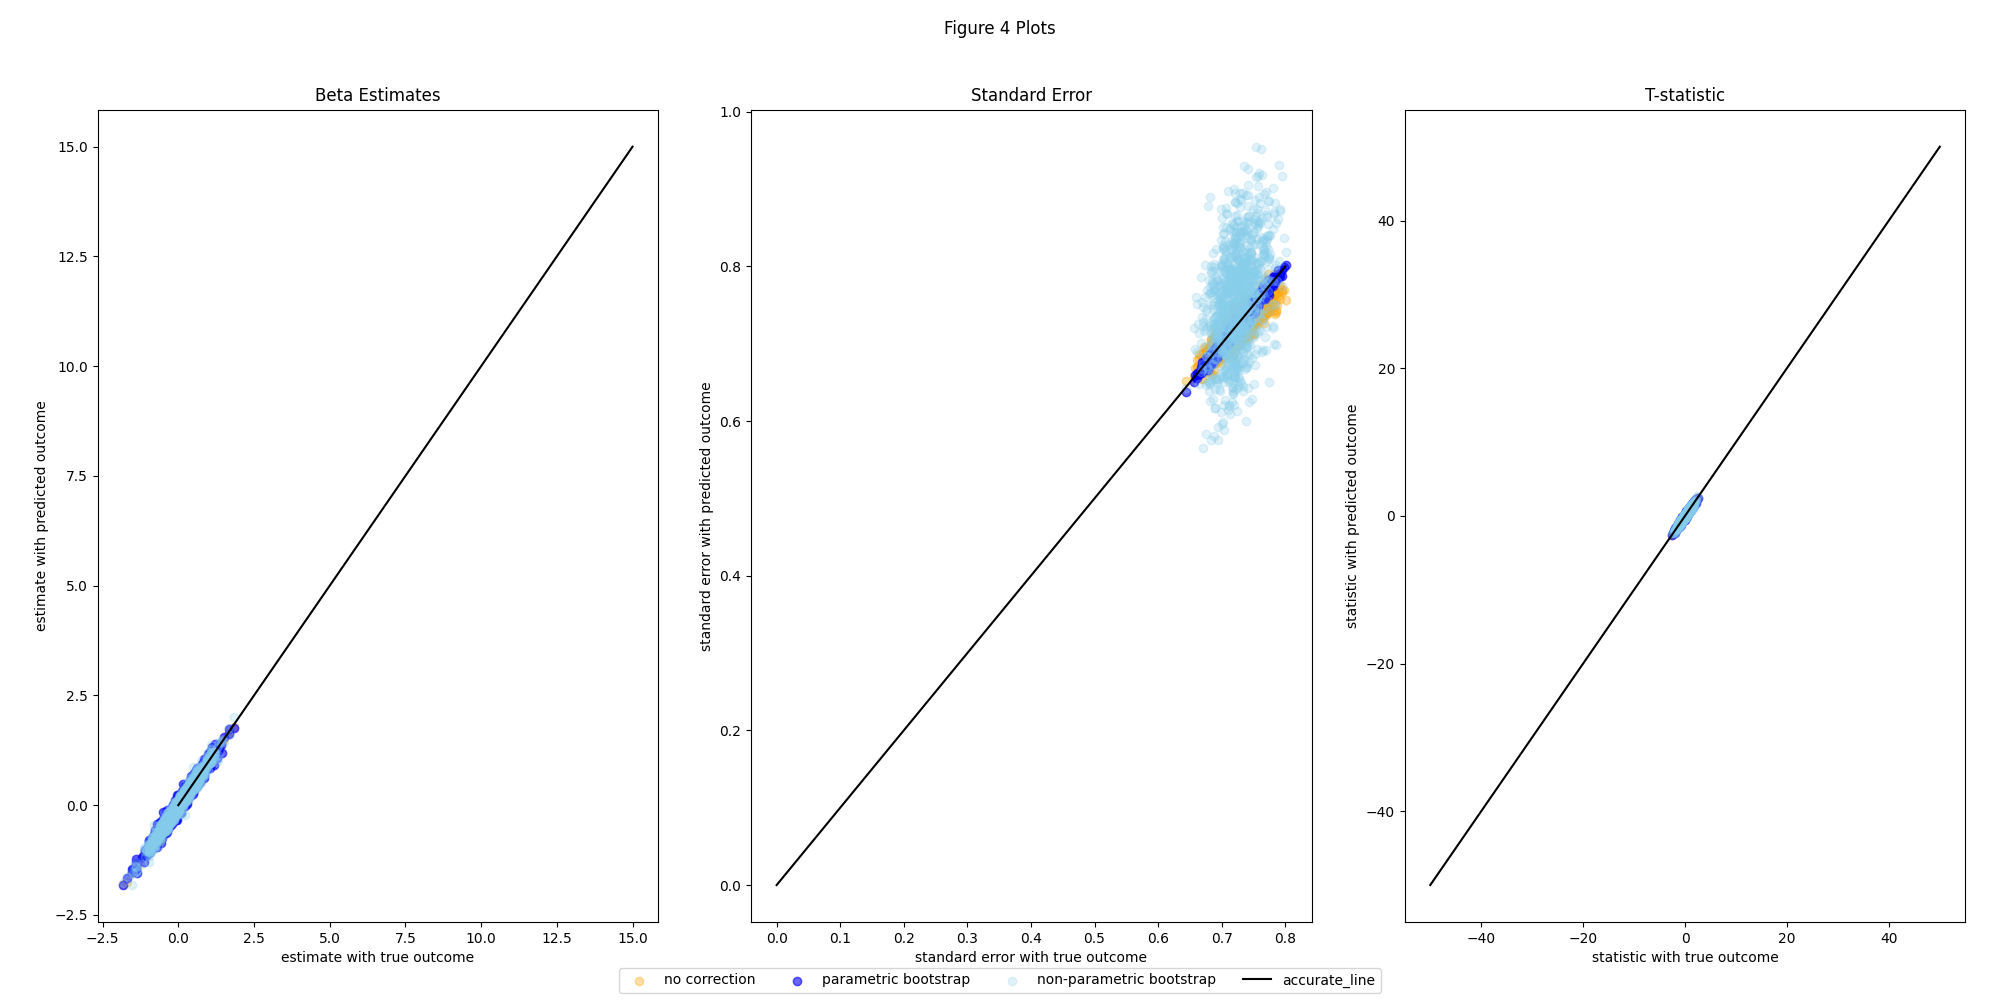 Figure 4 Plots
Beta Estimates
estimate with predicted outcome
15.0
12.5
10.0
7.5
5.0
2.5
0.0
−2.5
−2.5 0.0 2.5 5.0 7.5 10.0 12.5 15.0
estimate with true outcome
Standard Error
standard error with predicted outcome
1.0
0.8
0.6
0.4
0.2
0.0
0.0 0.1 0.2 0.3 0.4 0.5 0.6 0.7 0.8
standard error with true outcome
T-statistic
statistic with predicted outcome
40
20
0
−20
−40
−40 −20 0 20 40
statistic with true outcome
no correction parametric bootstrap non-parametric bootstrap accurate_line